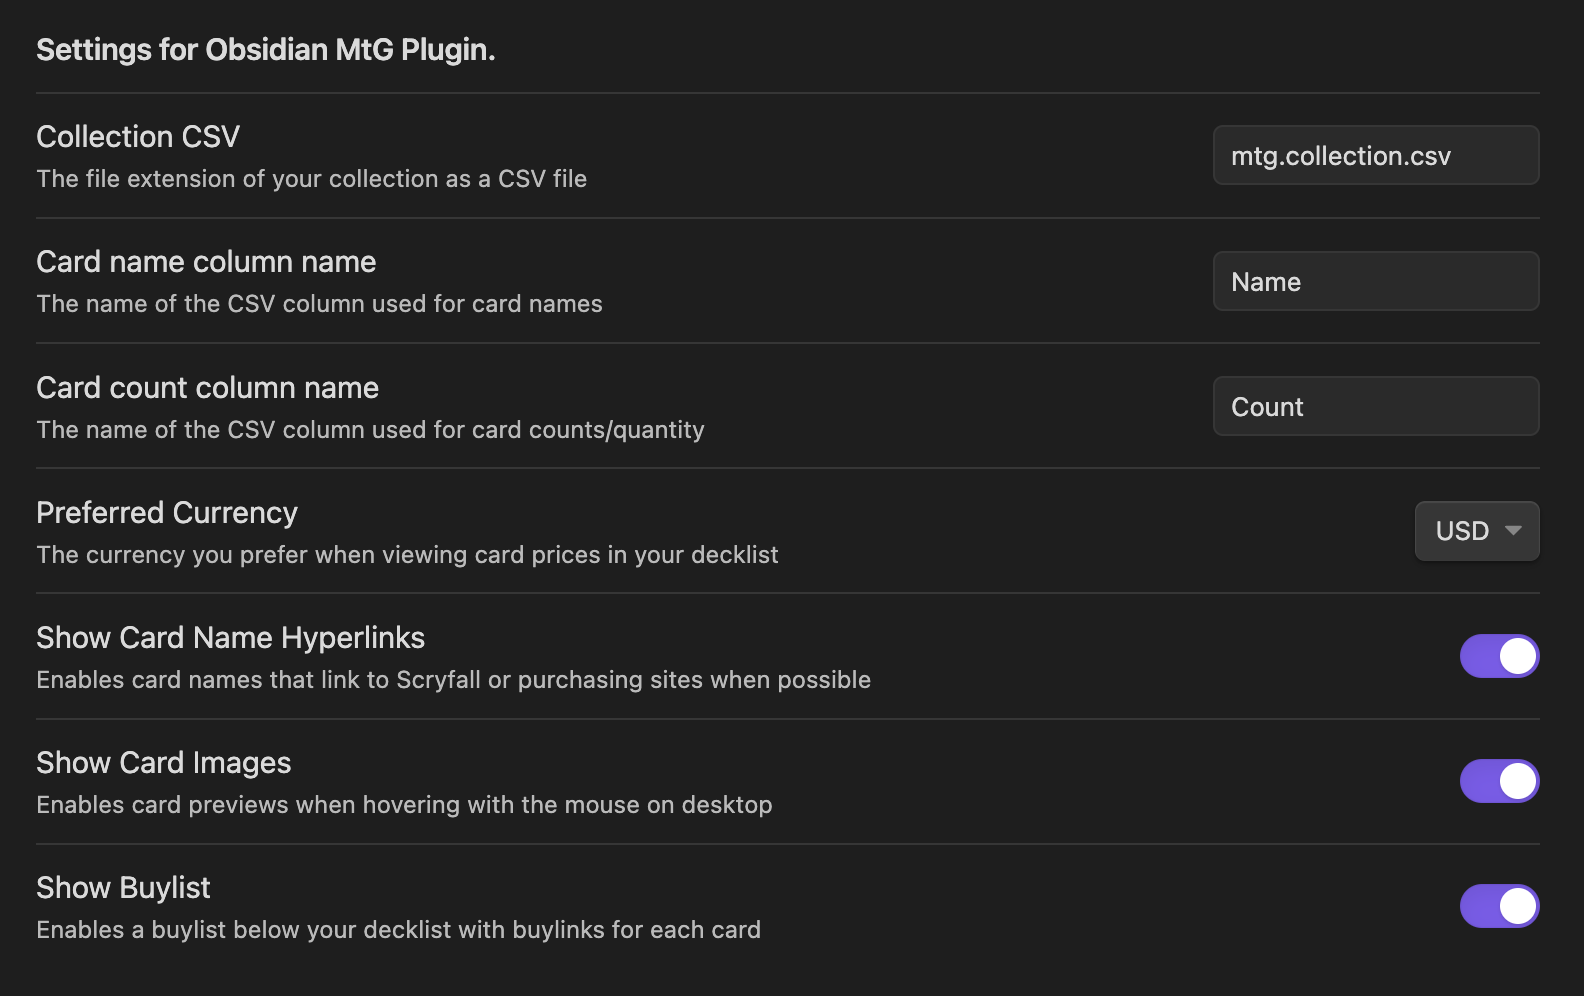 Settings for Obsidian MtG Plugin.
Collection CSV
The file extension of your collection as a CSV file
mtg.collection.csv
Card name column name
The name of the CSV column used for card names
Name
Card count column name
The name of the CSV column used for card counts/quantity
Count
Preferred Currency
The currency you prefer when viewing card prices in your decklist
USD
Show Card Name Hyperlinks
Enables card names that link to Scryfall or purchasing sites when possible
Show Card Images
Enables card previews when hovering with the mouse on desktop
Show Buylist
Enables a buylist below your decklist with buylinks for each card